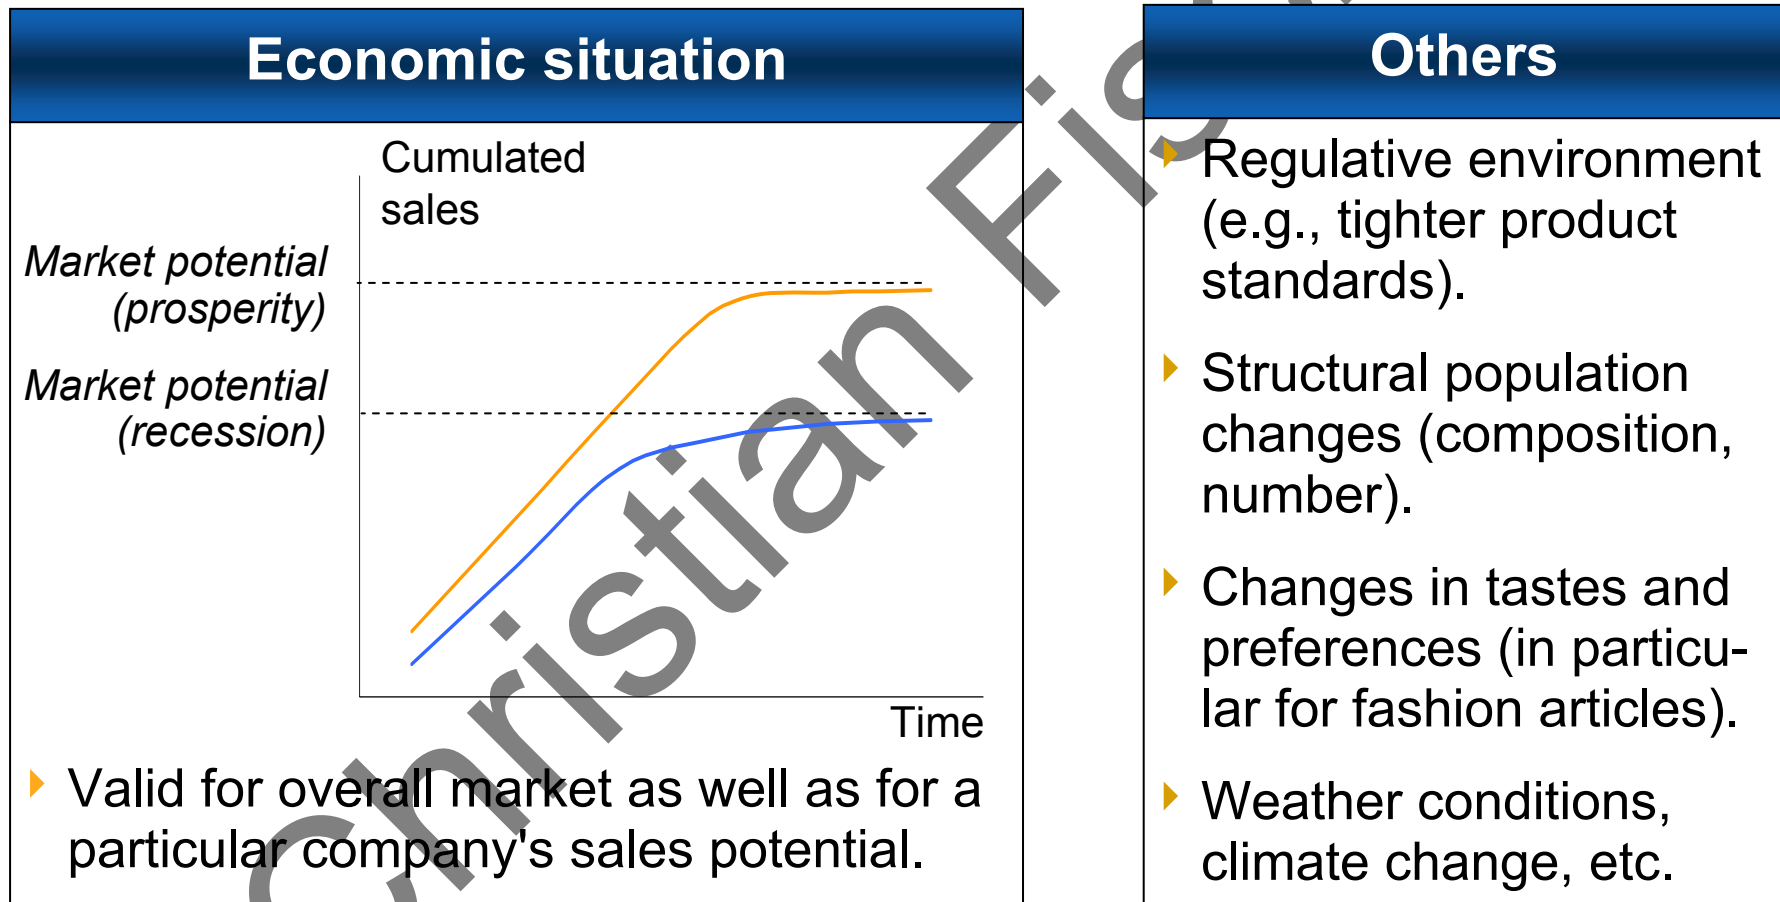 Economic situation
Cumulated
sales
Market potential
(prosperity)
Market potential
(recession)
Time
Valid for overall market as well as for a
particular company's sales potential.
Others
Regulative environment
(e.g., tighter product
standards).
Structural population
changes (composition,
number).
Changes in tastes and
preferences (in particu-
lar for fashion articles).
Weather conditions,
climate change, etc.
Christian Fis